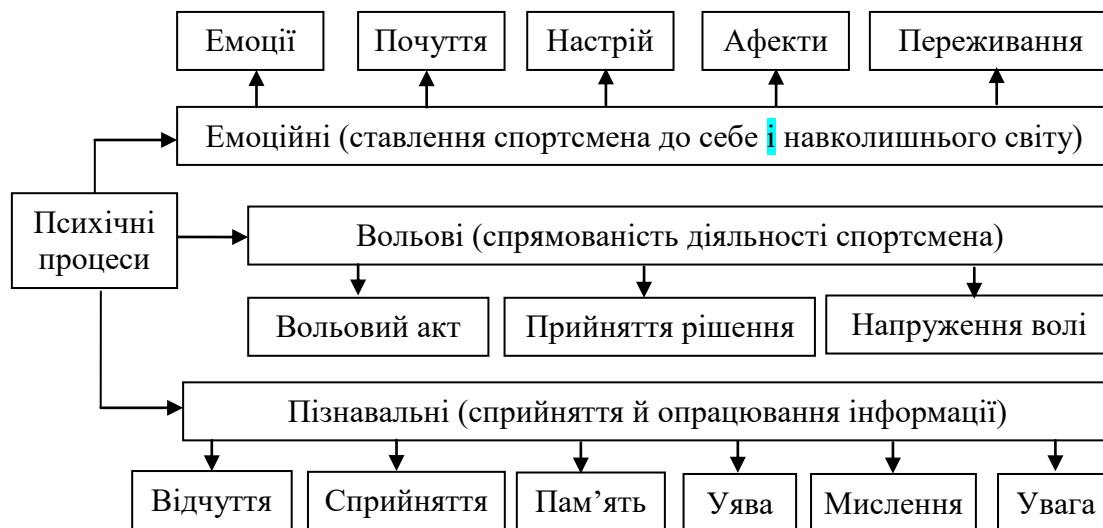 Емоції
Почуття
Настрій
Афекти
Переживання
Емоційні (ставлення спортсмена до себе і навколишнього світу)
Психічні
процеси
Вольові (спрямованість діяльності спортсмена)
Вольовий акт
Прийняття рішення
Напруження волі
Пізнавальні (сприйняття й опрацювання інформації)
Відчуття
Сприйняття
Пам’ять
Уява
Мислення
Увага